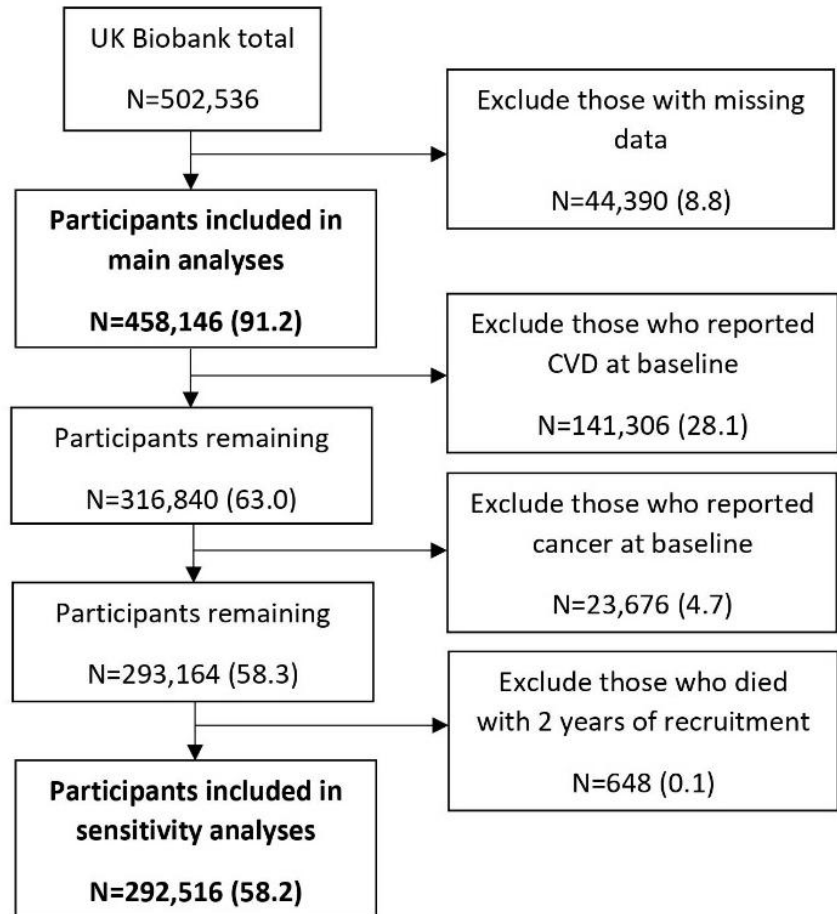 UK Biobank total
N=502,536
Exclude those with missing
data
N=44,390 (8.8)
Participants included in
main analyses
N=458,146 (91.2)
Exclude those who reported
CVD at baseline
N=141,306 (28.1)
Participants remaining
N=316,840 (63.0)
Exclude those who reported
cancer at baseline
N=23,676 (4.7)
Participants remaining
N=293,164 (58.3)
Exclude those who died
with 2 years of recruitment
N=648 (0.1)
Participants included in
sensitivity analyses
N=292,516 (58.2)